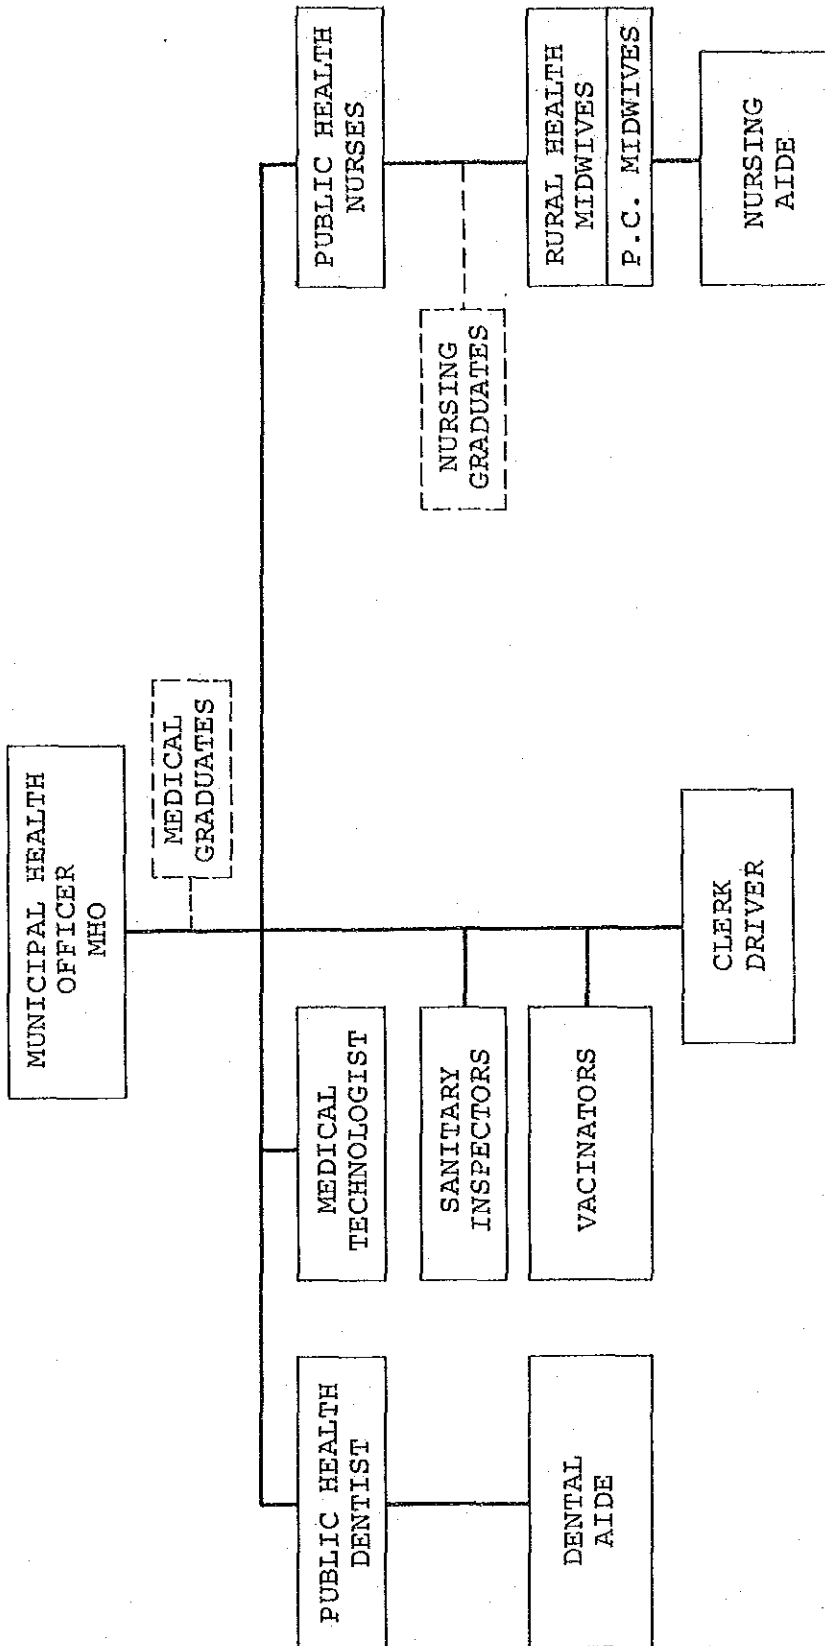 MUNICIPAL HEALTH
OFFICER
MHO
MEDICAL
GRADUATES
PUBLIC HEALTH
DENTIST
MEDICAL
TECHNOLOGIST
PUBLIC HEALTH
NURSES
SANITARY
INSPECTORS
NURSING
GRADUATES
DENTAL
AIDE
VACINATORS
RURAL HEALTH
MIDWIVES
P.C. MIDWIVES
CLERK
DRIVER
NURSING
AIDE